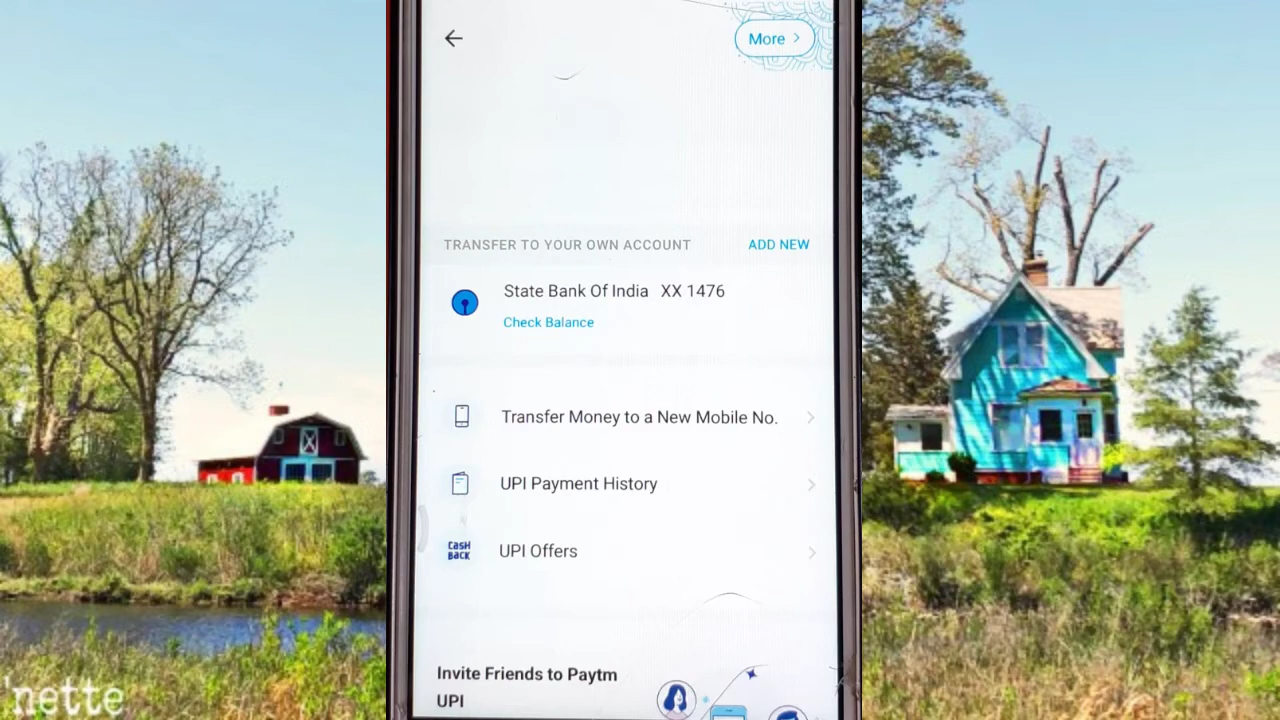 More
TRANSFER TO YOUR OWN ACCOUNT ADD NEW
State Bank Of India XX 1476
Check Balance
Transfer Money to a New Mobile No.
UPI Payment History
CASH
BACK
UPI Offers
Invite Friends to Paytm
UPI
'nette